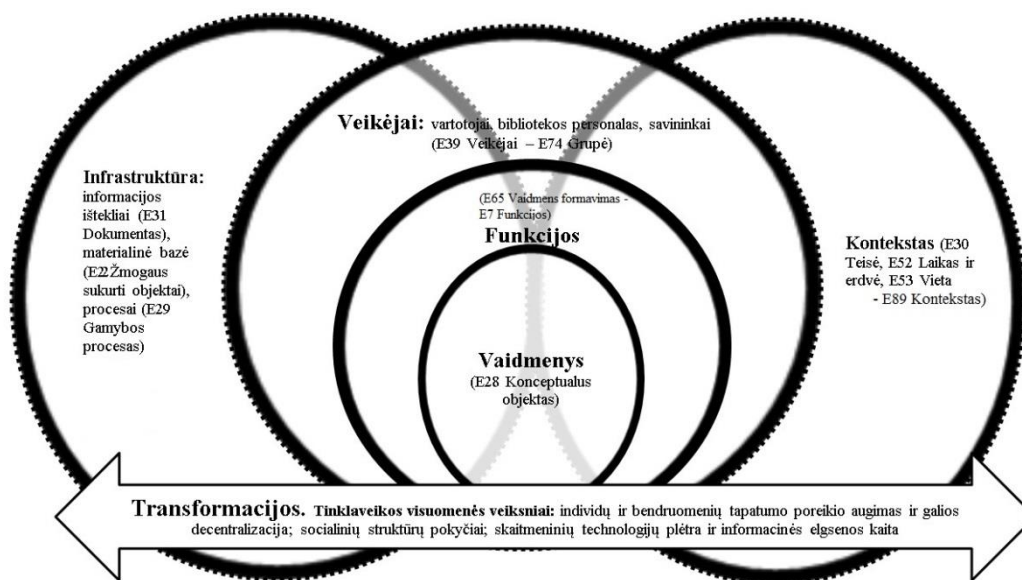 Veikėjai: vartotojai, bibliotekos personalas, savininkai
(E39 Veikėjai – E74 Grupė)
Infrastruktūra:
informacijos
ištekliai (E31
Dokumentas),
materialinė bazė
(E22 Žmogaus
sukurti objektai),
procesai (E29
Gamybos
procesas)
(E65 Vaidmens formavimas -
E7 Funkcijos)
Funkcijos
Vaidmenys
(E28 Konceptualus
objektas)
Kontekstas (E30
Teisė, E52 Laikas ir
erdvė, E53 Vieta
- E89 Kontekstas)
Transformacijos. Tinklaveikos visuomenės veiksniai: individų ir bendruomenių tapatumo poreikio augimas ir galios
decentralizacija; socialinių struktūrų pokyčiai; skaitmeninių technologijų plėtra ir informacinės elgsenos kaita